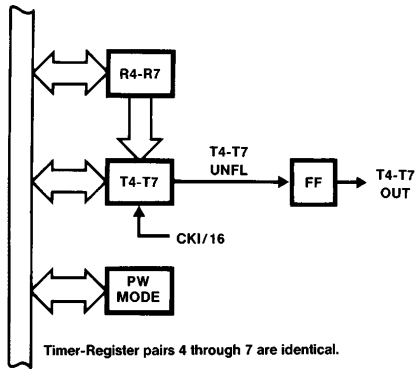 R4-R7
T4-T7
UNFL
T4-T7
FF
T4-T7
OUT
CKI/16
PW
MODE
Timer-Register pairs 4 through 7 are identical.